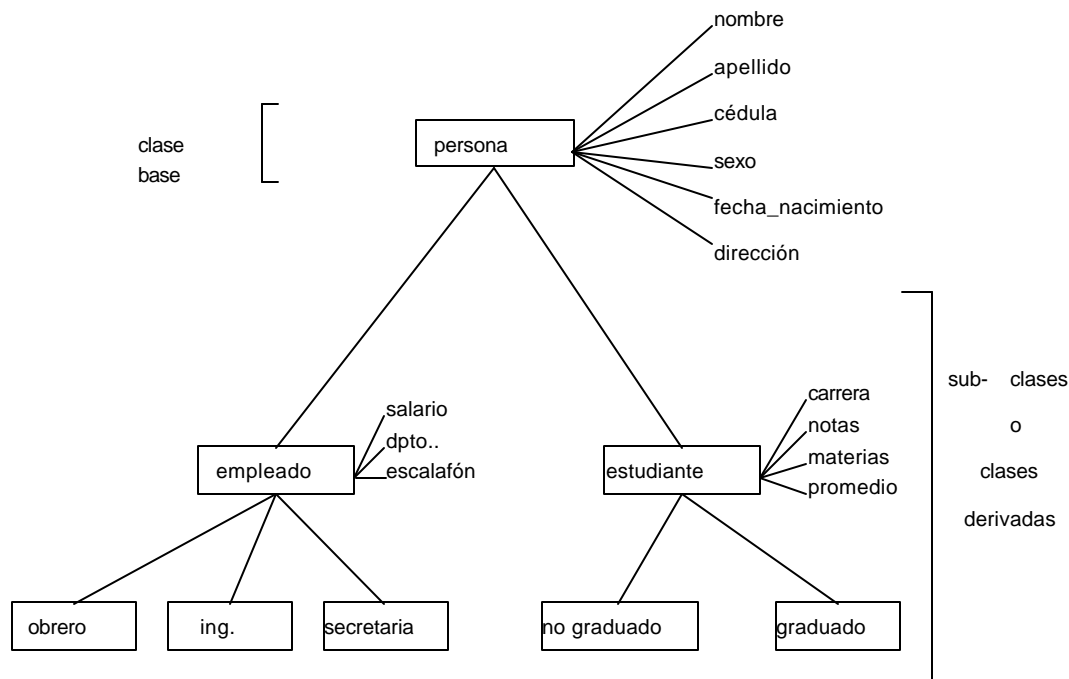 nombre
apellido
cédula
clase
base
persona
sexo
fecha_nacimiento
dirección
sub- clases
o
clases
derivadas
salario
dpto..
escalafón
empleado
carrera
notas
materias
promedio
estudiante
obrero
ing.
secretaria
no graduado
graduado